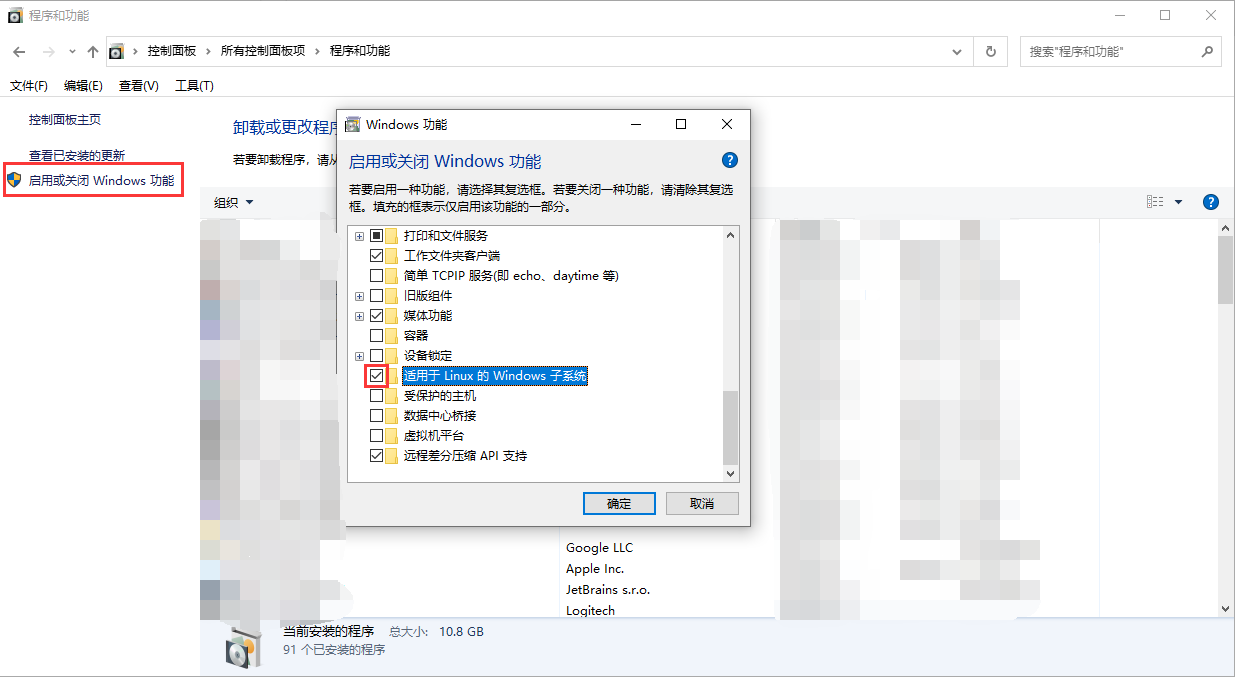 程序和功能
控制面板 > 所有控制面板项 > 程序和功能
搜索"程序和功能"
文件(F) 编辑(E) 查看(V) 工具(T)
控制面板主页
查看已安装的更新
启用或关闭 Windows 功能
卸载或更改程序
若要卸载程序，请从
组织
Windows 功能
启用或关闭 Windows 功能
若要启用一种功能，请选择其复选框。若要关闭一种功能，请清除其复选
框。填充的框表示仅启用该功能的一部分。
打印和文件服务
工作文件夹客户端
简单 TCPIP 服务(即 echo、daytime 等)
旧版组件
媒体功能
容器
设备锁定
适用于 Linux 的 Windows 子系统
受保护的主机
数据中心桥接
虚拟机平台
远程差分压缩 API 支持
确定 取消
Google LLC
Apple Inc.
JetBrains s.r.o.
Logitech
当前安装的程序 总大小: 10.8 GB
91 个已安装的程序